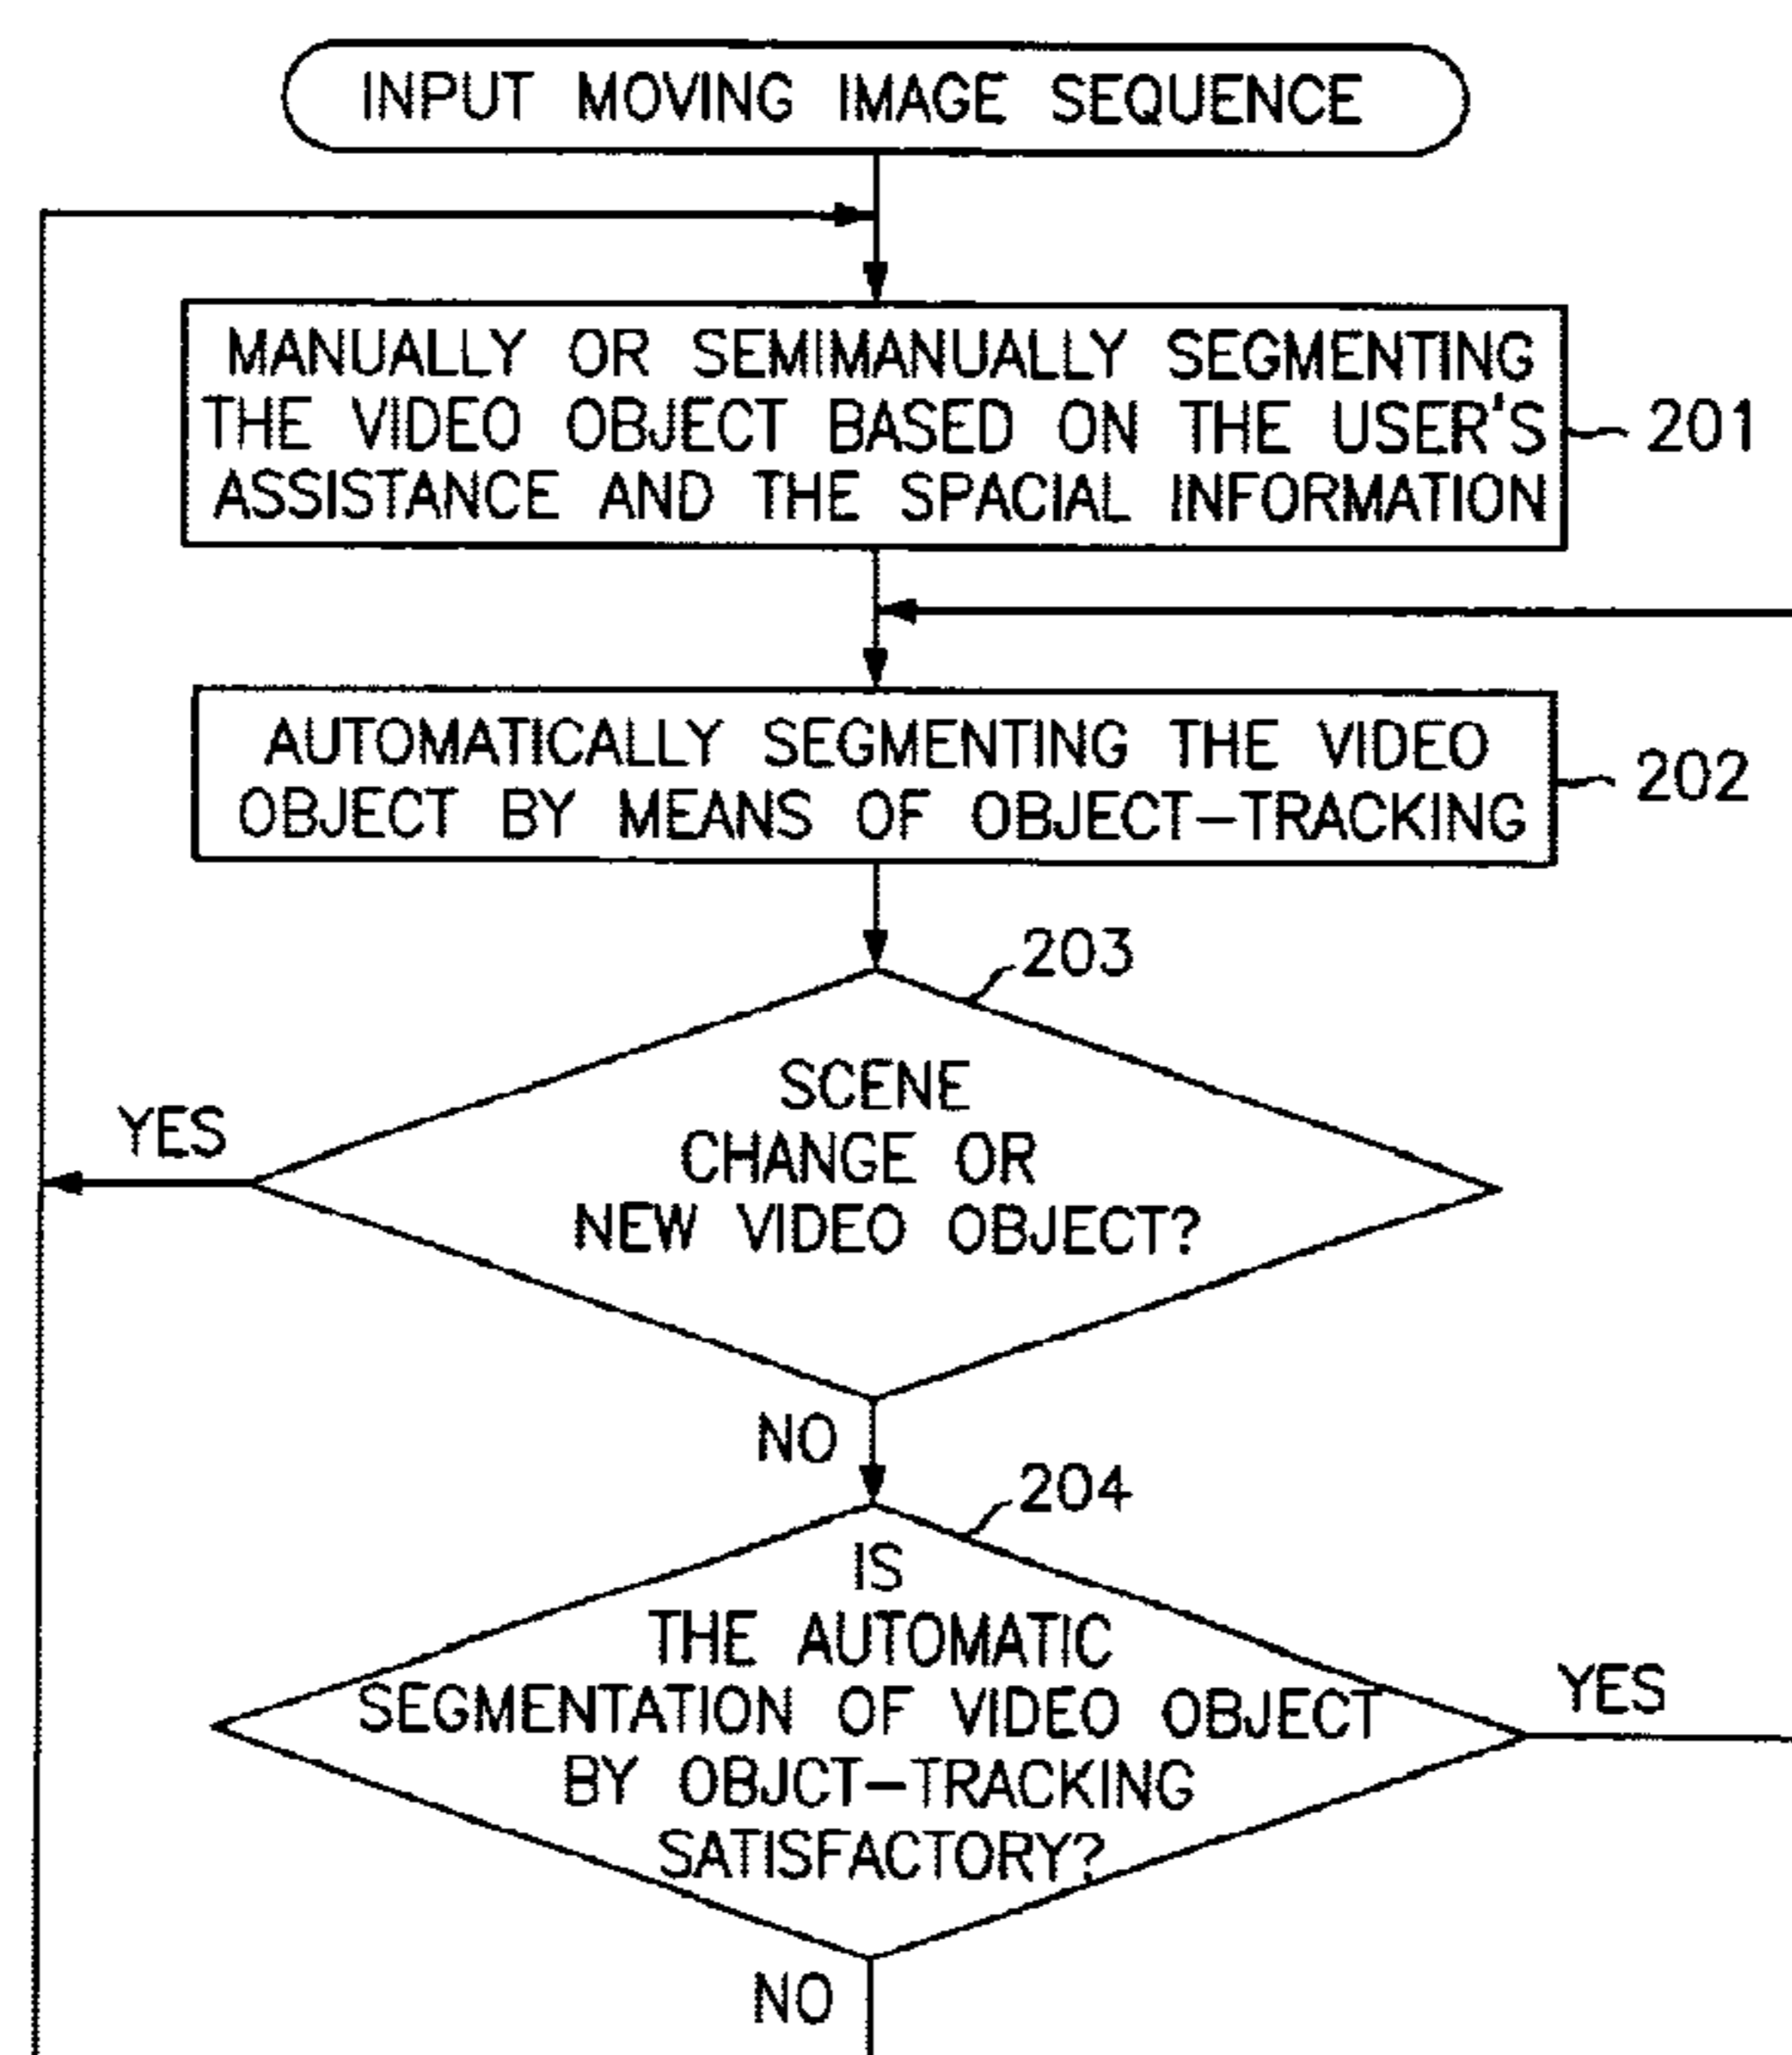 INPUT MOVING IMAGE SEQUENCE
MANUALLY OR SEMIMANUALLY SEGMENTING
THE VIDEO OBJECT BASED ON THE USER'S
ASSISTANCE AND THE SPACIAL INFORMATION
201
AUTOMATICALLY SEGMENTING THE VIDEO
OBJECT BY MEANS OF OBJECT-TRACKING
202
203
SCENE
CHANGE OR
NEW VIDEO OBJECT?
YES
NO
204
IS
THE AUTOMATIC
SEGMENTATION OF VIDEO OBJECT
BY OBJCT-TRACKING
SATISFACTORY?
YES
NO